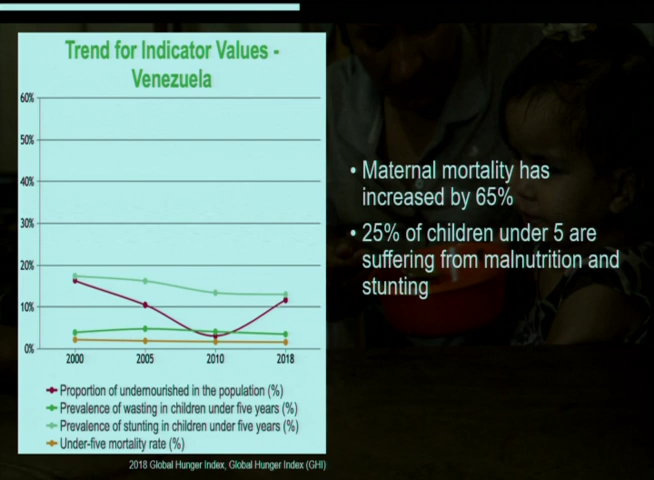 Trend for Indicator Values -
Venezuela
60%
50%
40%
30%
20%
10%
0%
2000 2005 2010 2018
Proportion of undernourished in the population (%)
Prevalence of wasting in children under five years (%)
Prevalence of stunting in children under five years (%)
Under-five mortality rate (%)
2018 Global Hunger Index, Global Hunger Index (GHI)
• Maternal mortality has
increased by 65%
• 25% of children under 5 are
suffering from malnutrition and
stunting